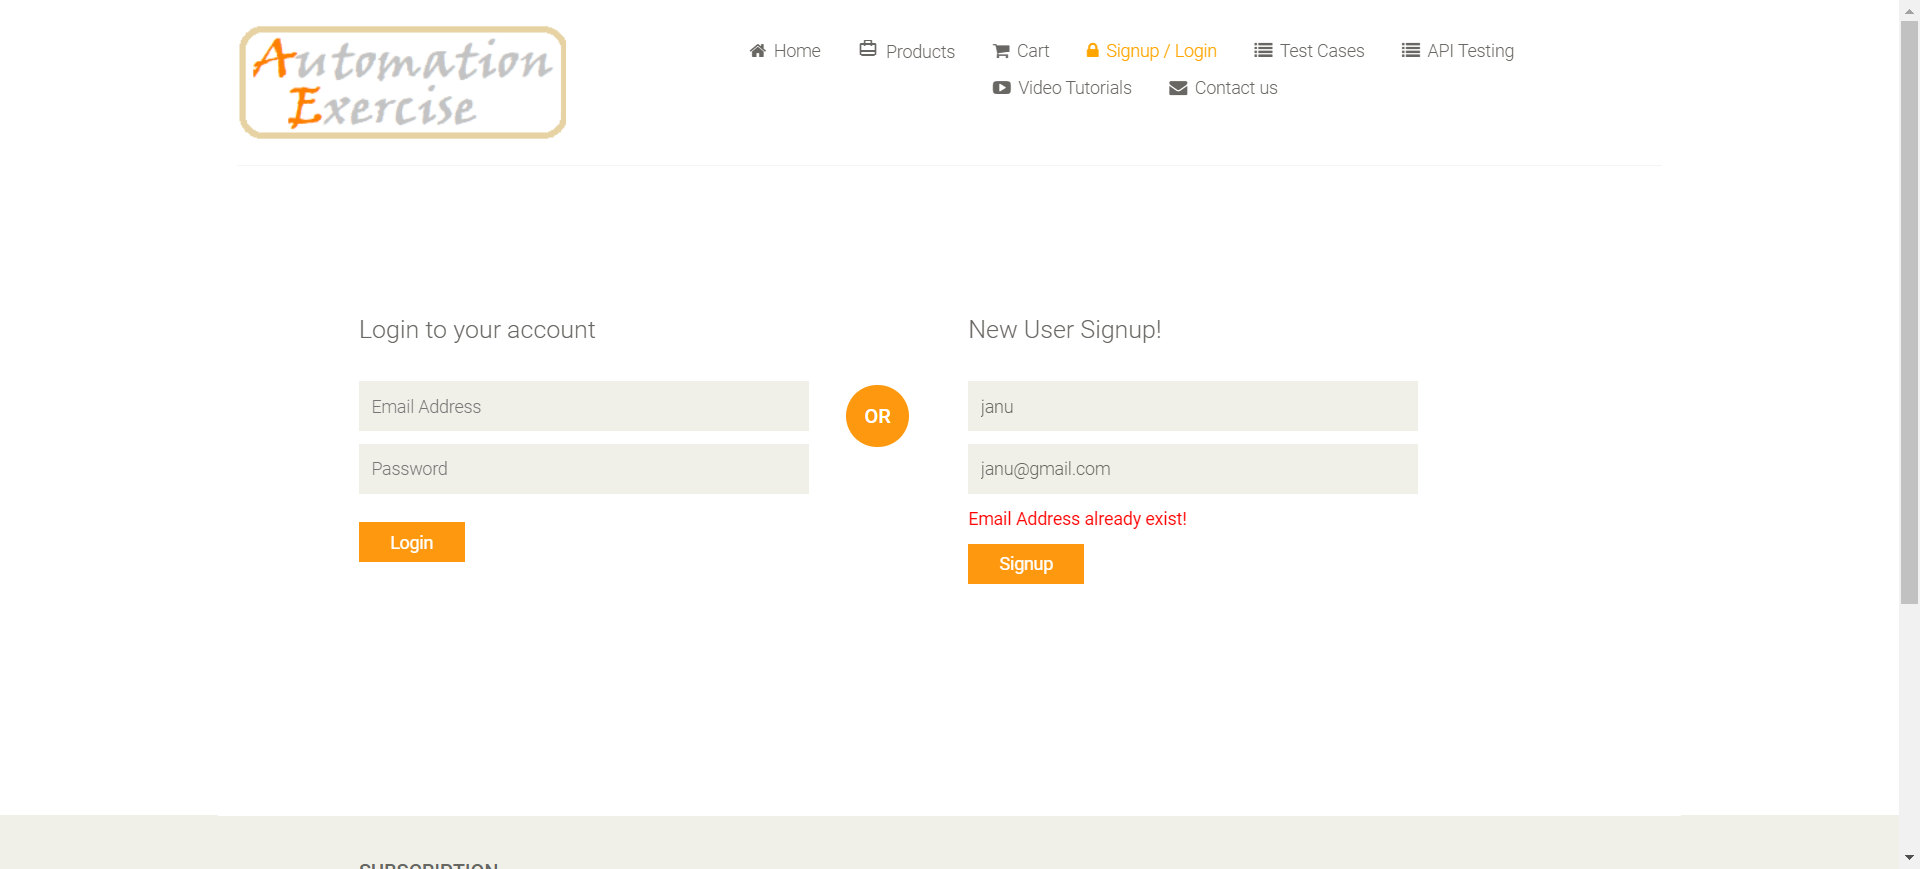 Automation
Exercise
Home
Products
Cart
Signup / Login
Test Cases
API Testing
Video Tutorials
Contact us
Login to your account
Email Address
Password
Login
OR
New User Signup!
janu
janu@gmail.com
Email Address already exist!
Signup
SUBSCRIPTION